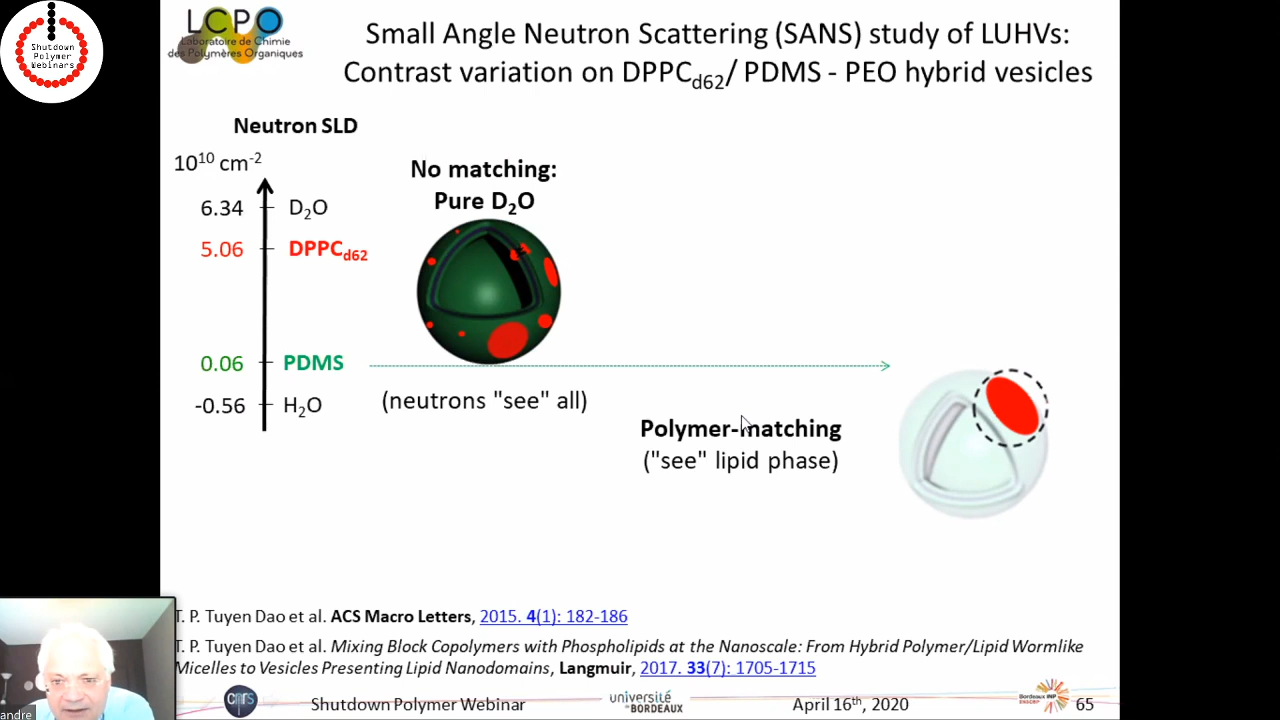 Shutdown
Polymer
Webinars
LCPO
Laboratoire de Chimie
des Polymères Organiques
Small Angle Neutron Scattering (SANS) study of LUHVs:
Contrast variation on DPPCd62/ PDMS - PEO hybrid vesicles
Neutron SLD
10¹⁰ cm⁻²
6.34 D₂O
5.06 DPPCd62
0.06 PDMS
-0.56 H₂O
No matching:
Pure D₂O
(neutrons "see" all)
Polymer-matching
("see" lipid phase)
T. P. Tuyen Dao et al. ACS Macro Letters, 2015. 4(1): 182-186
T. P. Tuyen Dao et al. Mixing Block Copolymers with Phospholipids at the Nanoscale: From Hybrid Polymer/Lipid Wormlike
Micelles to Vesicles Presenting Lipid Nanodomains, Langmuir, 2017. 33(7): 1705-1715
andre
cnrs
Shutdown Polymer Webinar
université
de BORDEAUX
April 16th, 2020
Bordeaux INP
65